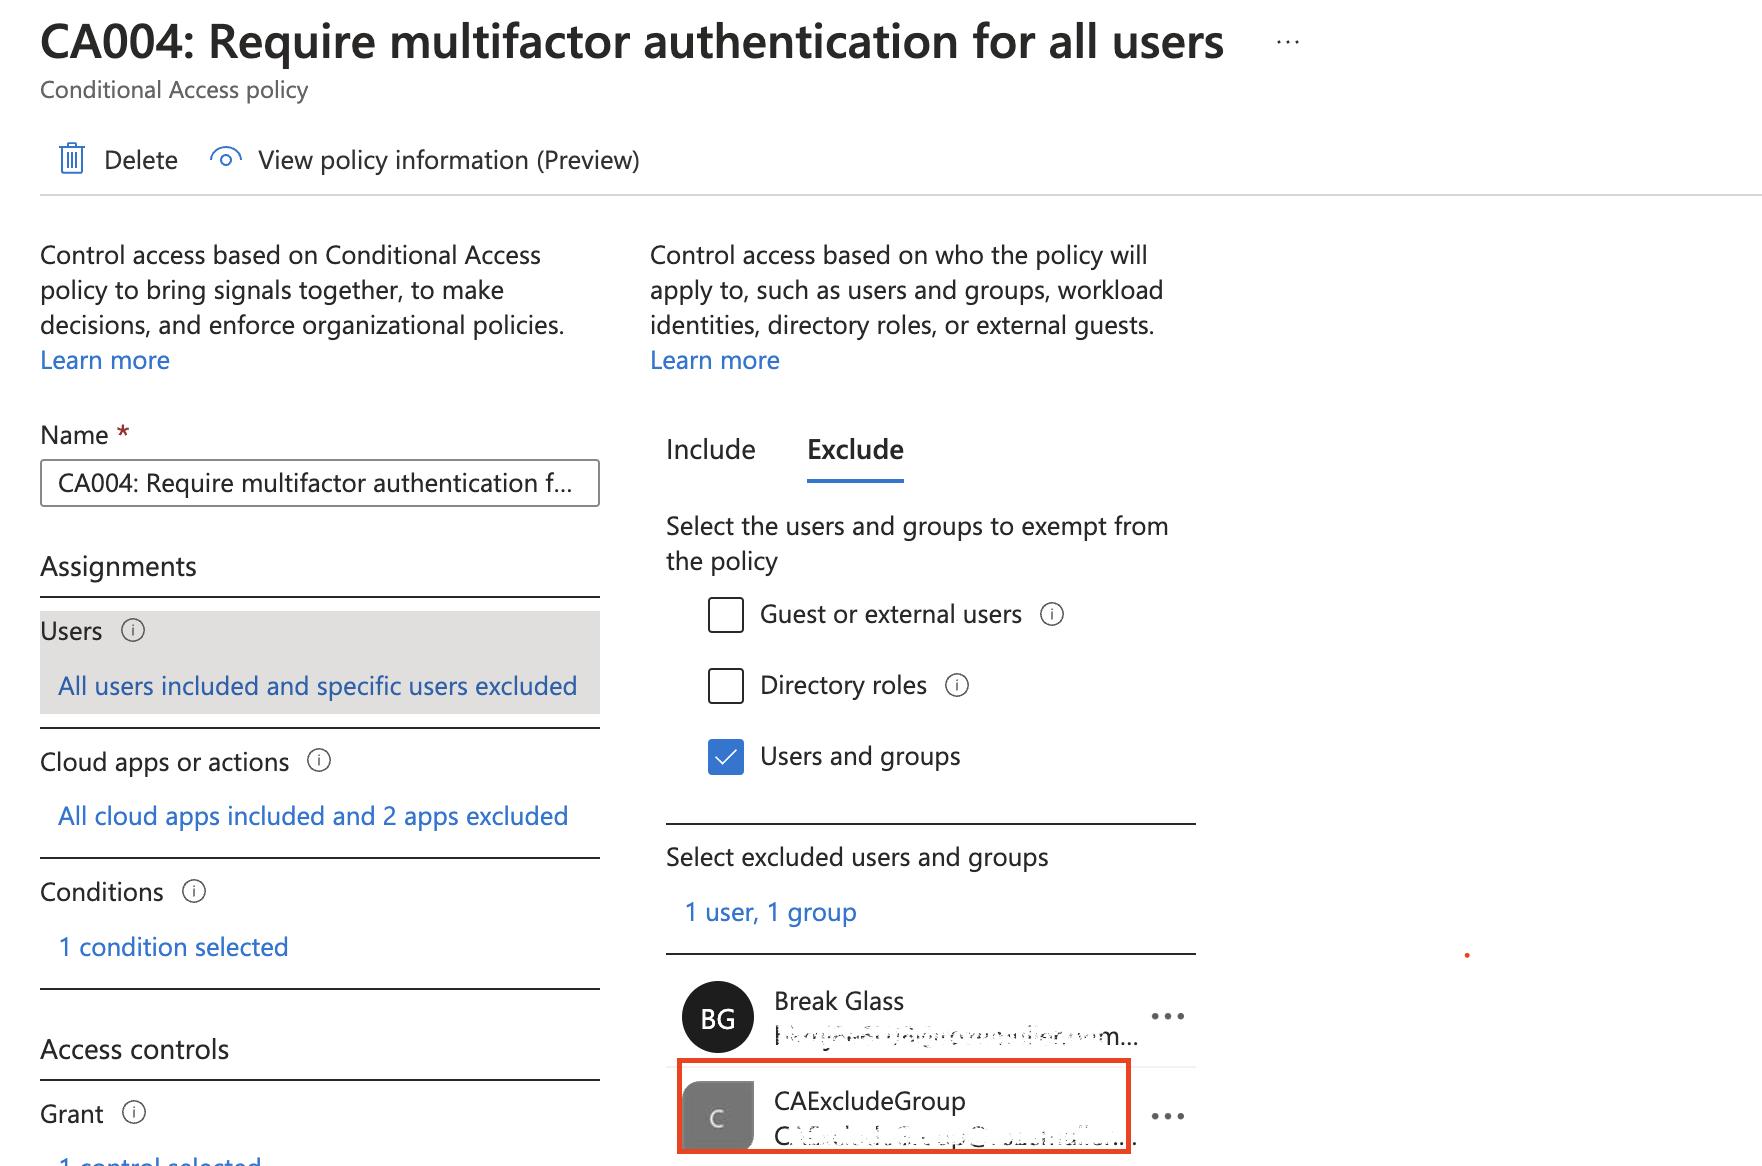 CA004: Require multifactor authentication for all users ...
Conditional Access policy
Delete
View policy information (Preview)
Control access based on Conditional Access
policy to bring signals together, to make
decisions, and enforce organizational policies.
Learn more
Name *
CA004: Require multifactor authentication f...
Assignments
Users
All users included and specific users excluded
Cloud apps or actions
All cloud apps included and 2 apps excluded
Conditions
1 condition selected
Access controls
Grant
1 control selected
Control access based on who the policy will
apply to, such as users and groups, workload
identities, directory roles, or external guests.
Learn more
Include
Exclude
Select the users and groups to exempt from
the policy
Guest or external users
Directory roles
Users and groups
Select excluded users and groups
1 user, 1 group
BG
Break Glass
C
CAExcludeGroup